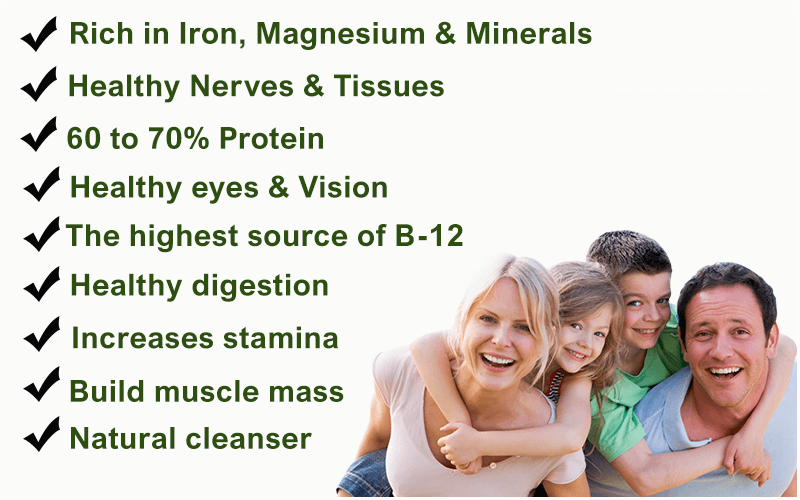 Rich in Iron, Magnesium & Minerals
Healthy Nerves & Tissues
60 to 70% Protein
Healthy eyes & Vision
The highest source of B-12
Healthy digestion
Increases stamina
Build muscle mass
Natural cleanser